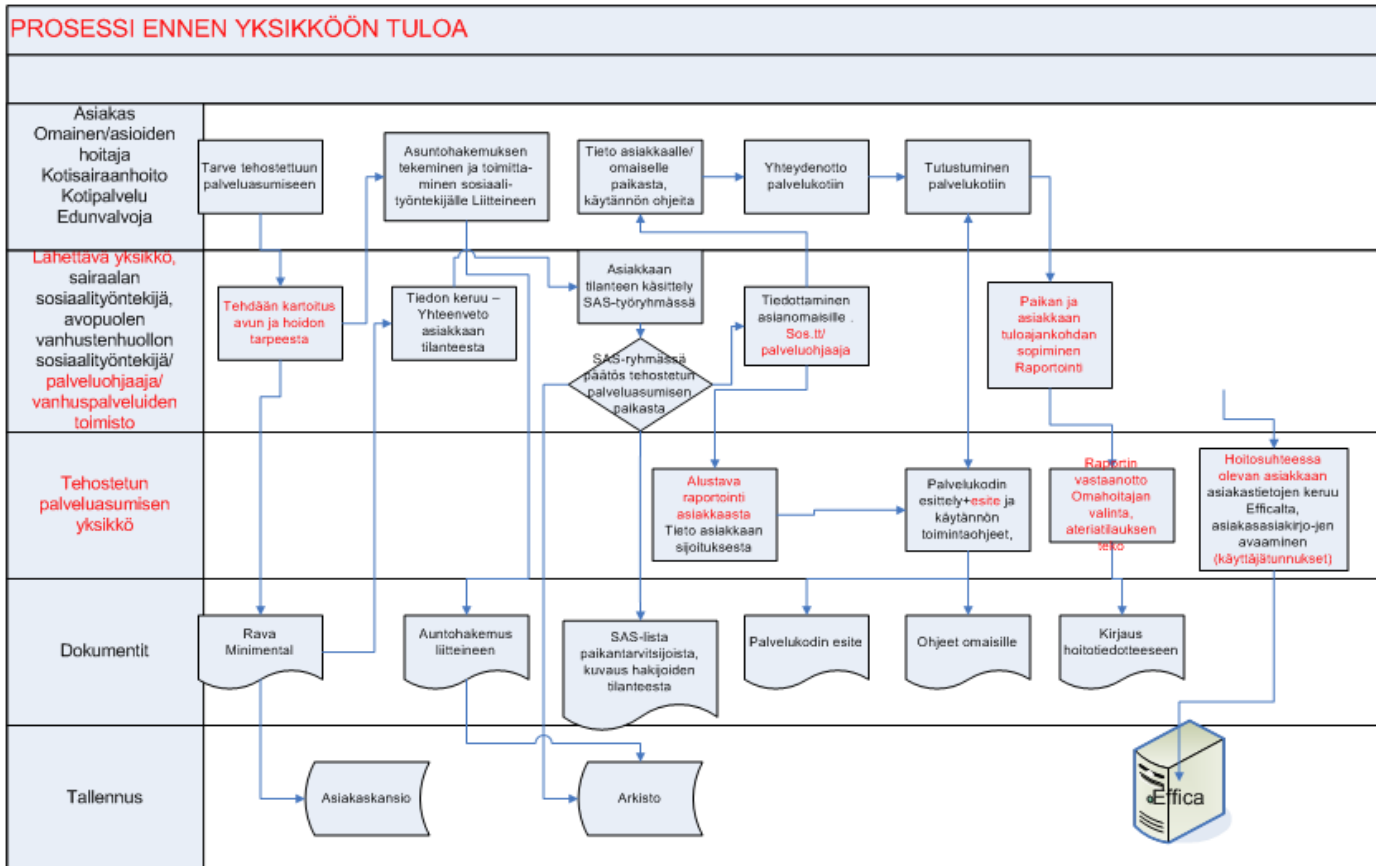 PROSESSI ENNEN YKSIKKÖÖN TULOA
Asiakas
Omainen/asioiden
hoitaja
Kotisairaanhoito
Kotipalvelu
Edunvalvoja
Tarve tehostettuun
palveluasumiseen
Asuntohakemuksen
tekeminen ja toimitta-
minen sosiaali-
työntekijälle Liitteineen
Tieto asiakkaalle/
omaiselle
paikasta,
käytännön ohjeita
Yhteydenotto
palvelukotiin
Tutustuminen
palvelukotiin
Lähettävä yksikkö,
sairaalan
sosiaalityöntekijä,
avopuolen
vanhustenhuollon
sosiaalityöntekijä/
palveluohjaaja/
vanhuspalveluiden
toimisto
Tehdään kartoitus
avun ja hoidon
tarpeesta
Tiedon keruu –
Yhteenveto
asiakkaan
tilanteesta
Asiakkaan
tilanteen käsittely
SAS-työryhmässä
SAS-ryhmässä
päätös tehostetun
palveluasumisen
paikasta
Tiedottaminen
asianomaisille .
Sos.tt/
palveluohjaaja
Paikan ja
asiakkaan
tuloajankohdan
sopiminen
Raportointi
Tehostetun
palveluasumisen
yksikkö
Alustava
raportointi
asiakkaasta
Tieto asiakkaan
sijoituksesta
Palvelukodin
esittely+esite ja
käytännön
toimintaohjeet,
Raportin
vastaanotto
Omahoitajan
valinta,
ateriatilauksen
teko
Hoitosuhteessa
olevan asiakkaan
asiakastietojen keruu
Efficalta,
asiakasasiakirjo-jen
avaaminen
(käyttäjätunnukset)
Dokumentit
Rava
Minimental
Auntohakemus
liitteineen
SAS-lista
paikantarvitsijoista,
kuvaus hakijoiden
tilanteesta
Palvelukodin esite
Ohjeet omaisille
Kirjaus
hoitotiedotteeseen
Tallennus
Asiakaskansio
Arkisto
Effica